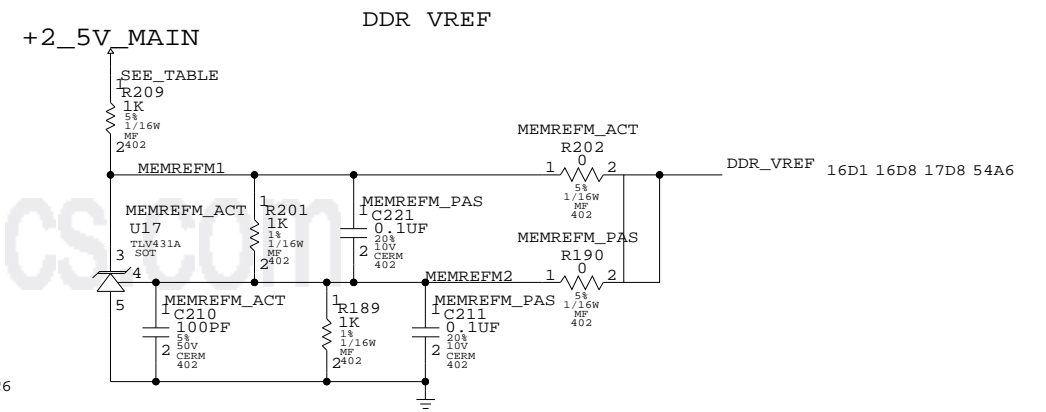 DDR VREF
+2_5V_MAIN
1
SEE_TABLE
R209
1K
5%
1/16W
MF
402
2
MEMREFM1
MEMREFM_ACT
U17
TLV431A
SOT
3
4
5
1
R201
1K
1%
1/16W
MF
402
2
MEMREFM_PAS
1
C221
0.1UF
20%
10V
CERM
402
2
MEMREFM_ACT
R202
0
1
2
5%
1/16W
MF
402
DDR_VREF
16D1 16D8 17D8 54A6
MEMREFM_PAS
R190
0
1
2
5%
1/16W
MF
402
MEMREFM2
MEMREFM_ACT
1
C210
100PF
5%
50V
CERM
402
2
1
R189
1K
1%
1/16W
MF
402
2
MEMREFM_PAS
1
C211
0.1UF
20%
10V
CERM
402
2
cs.com